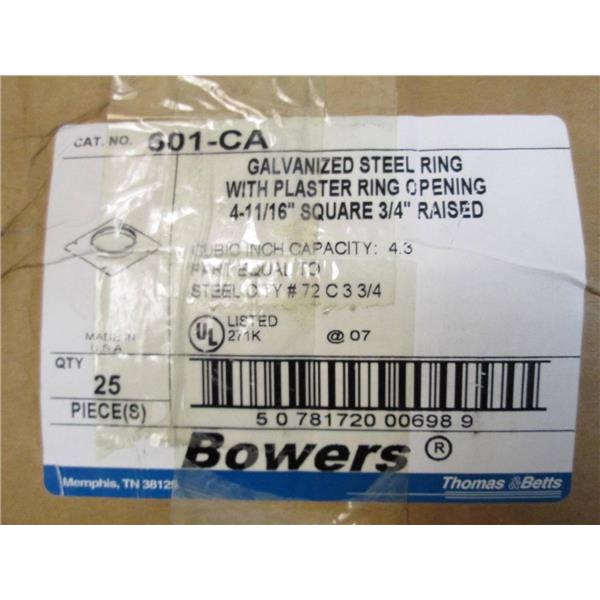 CAT. NO. 601-CA
GALVANIZED STEEL RING
WITH PLASTER RING OPENING
4-11/16" SQUARE 3/4" RAISED
CUBIC INCH CAPACITY: 4.3
PART EQUAL TO
STEEL CITY # 72 C 3 3/4
UL LISTED
271K @ 07
MADE IN
U.S.A.
QTY
25
PIECE(S)
5 0 781720 00698 9
Bowers ®
Memphis, TN 38125
Thomas & Betts